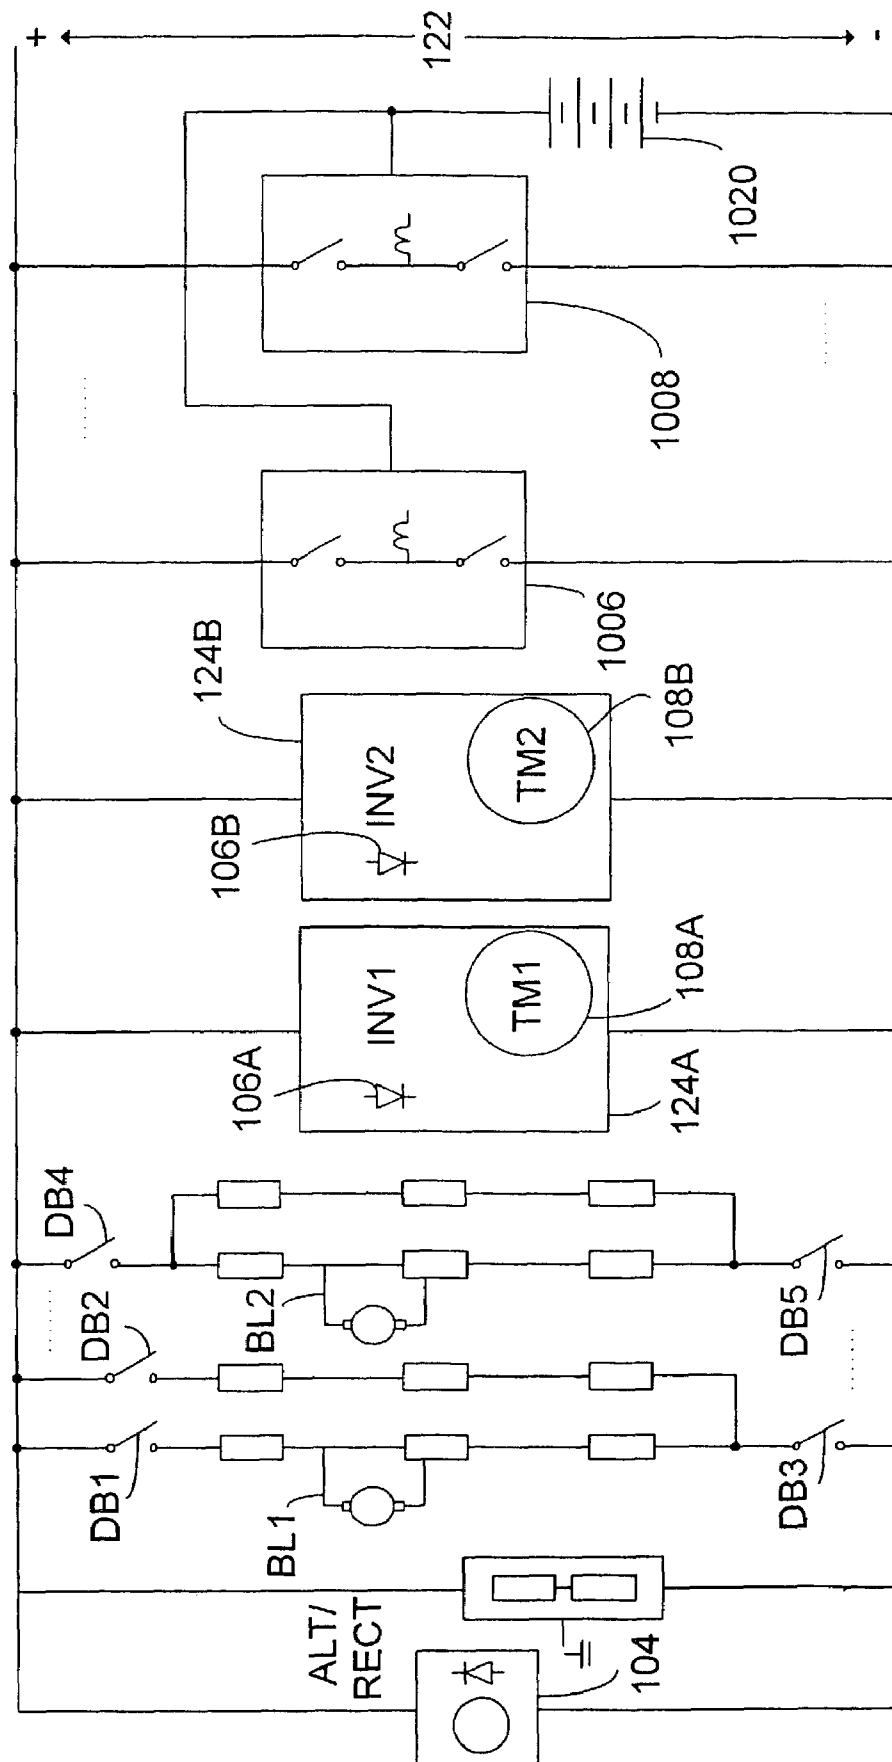 +
122
-
1020
1008
1006
124B
INV2
106B
TM2
108B
INV1
106A
TM1
108A
124A
DB4
DB2
BL2
DB5
DB1
BL1
DB3
ALT/
RECT
104